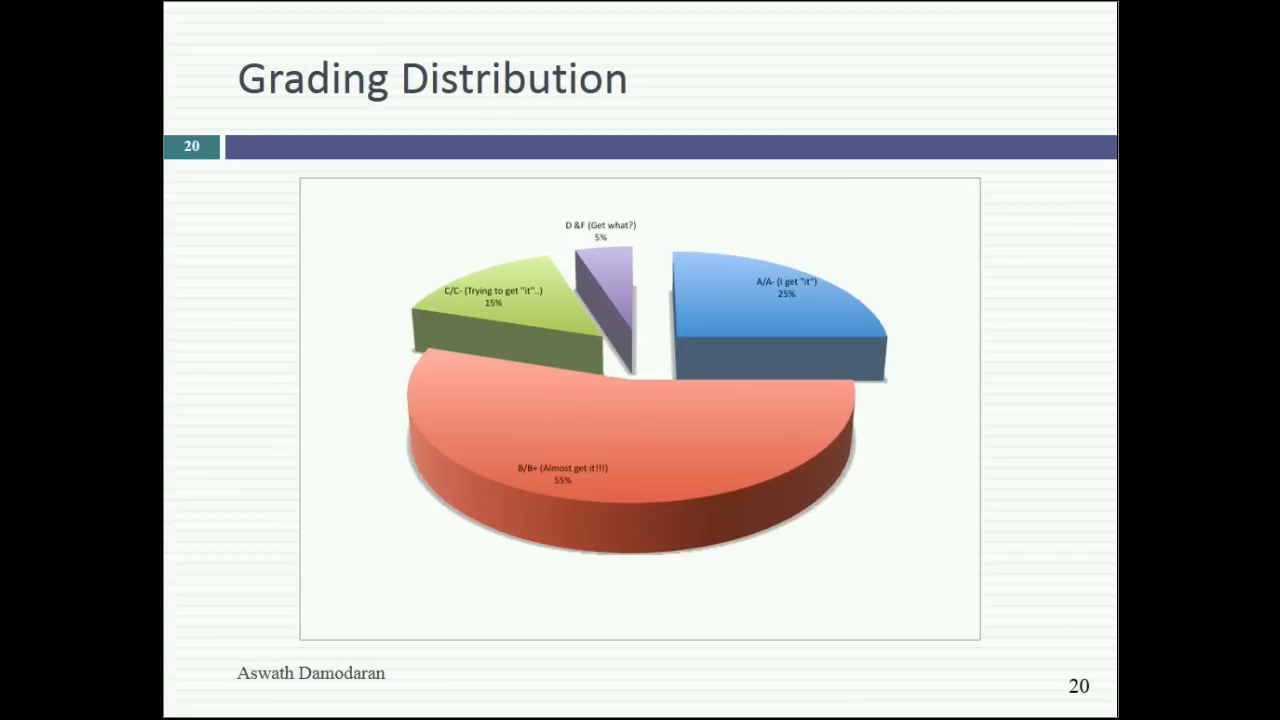 Grading Distribution
20
D &F (Get what?)
5%
A/A- (I get "it")
25%
C/C- (Trying to get "it"..)
15%
B/B+ (Almost get it!!!)
55%
Aswath Damodaran
20